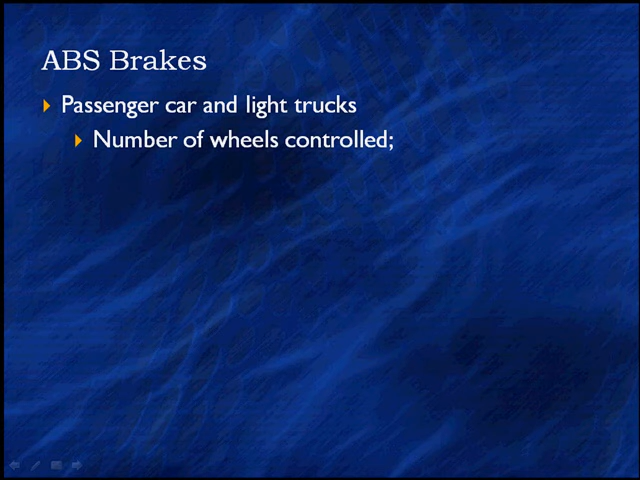 ABS Brakes
Passenger car and light trucks
Number of wheels controlled;